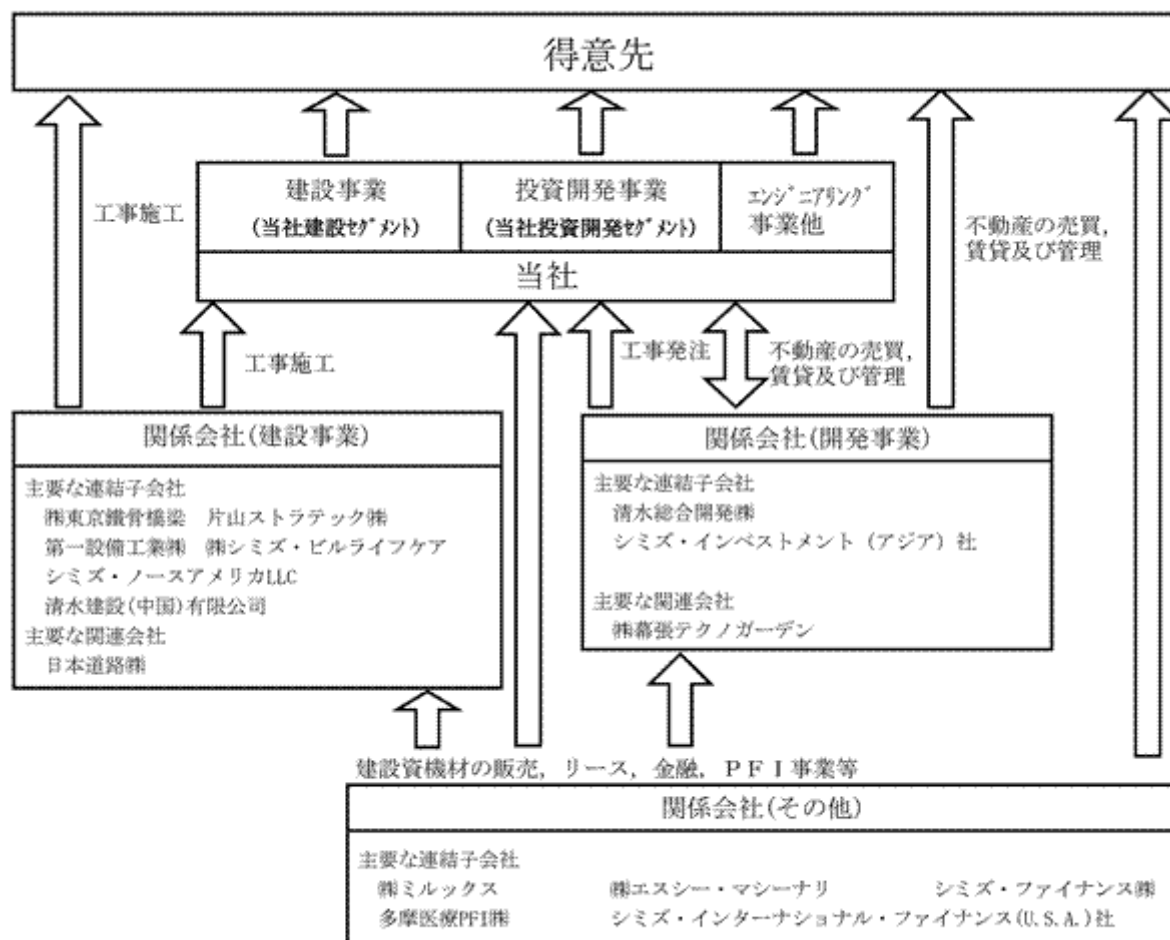 得意先
建設事業
(当社建設ｾｸﾞﾒﾝﾄ)
投資開発事業
(当社投資開発ｾｸﾞﾒﾝﾄ)
ｴﾝｼﾞﾆｱﾘﾝｸﾞ
事業他
工事施工
不動産の売買,
賃貸及び管理
当社
工事施工
工事発注
不動産の売買,
賃貸及び管理
関係会社(建設事業)
主要な連結子会社
㈱東京鐵骨橋梁　片山ストラテック㈱
第一設備工業㈱　㈱シミズ・ビルライフケア
シミズ・ノースアメリカLLC
清水建設(中国)有限公司
主要な関連会社
日本道路㈱
関係会社(開発事業)
主要な連結子会社
清水総合開発㈱
シミズ・インベストメント（アジア）社
主要な関連会社
㈱幕張テクノガーデン
建設資機材の販売，リース，金融，ＰＦＩ事業等
関係会社(その他)
主要な連結子会社
㈱ミルックス　㈱エスシー・マシーナリ　シミズ・ファイナンス㈱
多摩医療PFI㈱　シミズ・インターナショナル・ファイナンス(U.S.A.)社